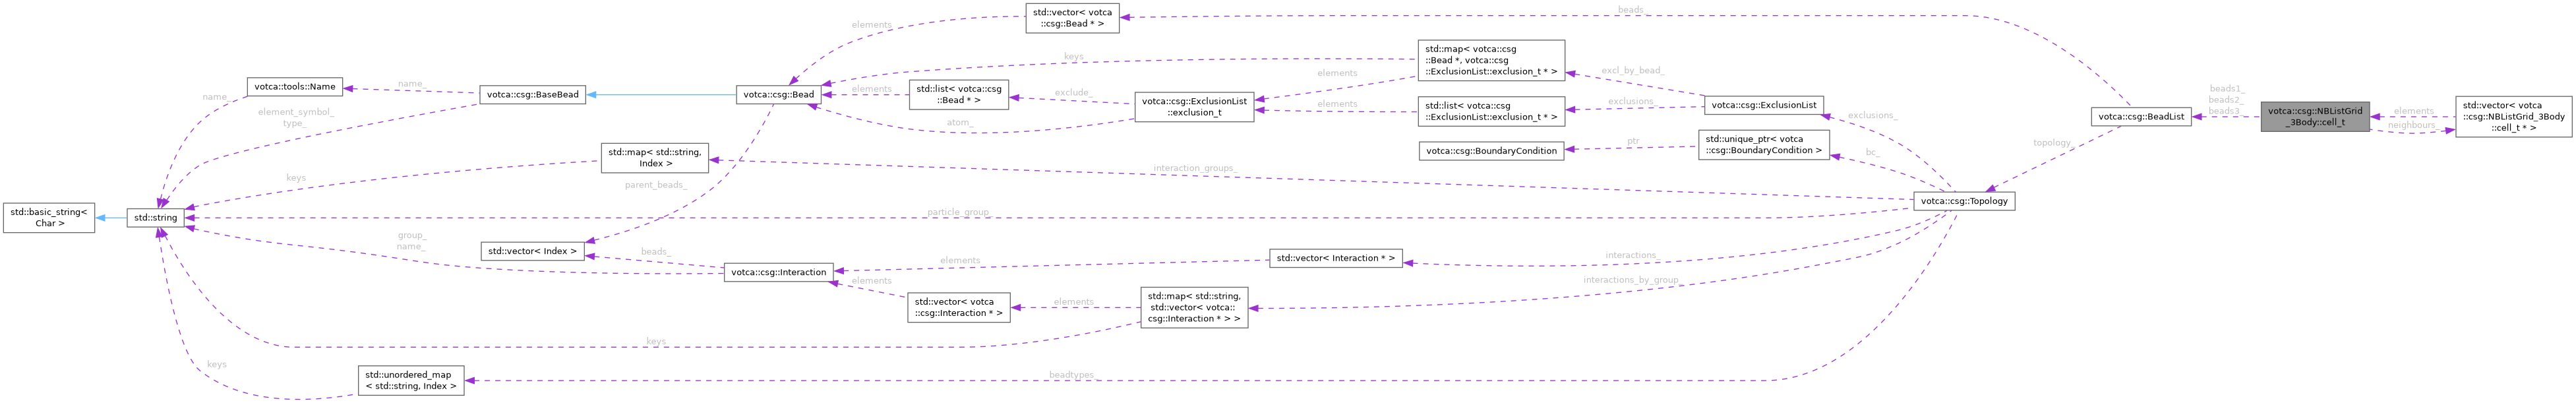 std::basic_string<
Char >
std::string
votca::tools::Name
name_
name_
element_symbol_
type_
votca::csg::BaseBead
std::vector< votca
::csg::Bead * >
elements
votca::csg::Bead
keys
elements
std::list< votca::csg
::Bead * >
exclude_
atom_
votca::csg::ExclusionList
::exclusion_t
std::map< votca::csg
::Bead *, votca::csg
::ExclusionList::exclusion_t * >
elements
elements
std::list< votca::csg
::ExclusionList::exclusion_t * >
excl_by_bead_
exclusions_
votca::csg::ExclusionList
exclusions_
beads_
votca::csg::BeadList
beads1_
beads2_
beads3_
votca::csg::NBListGrid
_3Body::cell_t
elements
neighbours_
std::vector< votca
::csg::NBListGrid_3Body
::cell_t * >
topology_
votca::csg::Topology
bc_
std::unique_ptr< votca
::csg::BoundaryCondition >
ptr
votca::csg::BoundaryCondition
std::map< std::string,
Index >
keys
interaction_groups_
particle_group_
parent_beads_
std::vector< Index >
beads_
group_
name_
votca::csg::Interaction
elements
std::vector< Interaction * >
interactions_
elements
std::vector< votca
::csg::Interaction * >
elements
std::map< std::string,
std::vector< votca::
csg::Interaction * > >
interactions_by_group_
keys
keys
std::unordered_map
< std::string, Index >
beadtypes_